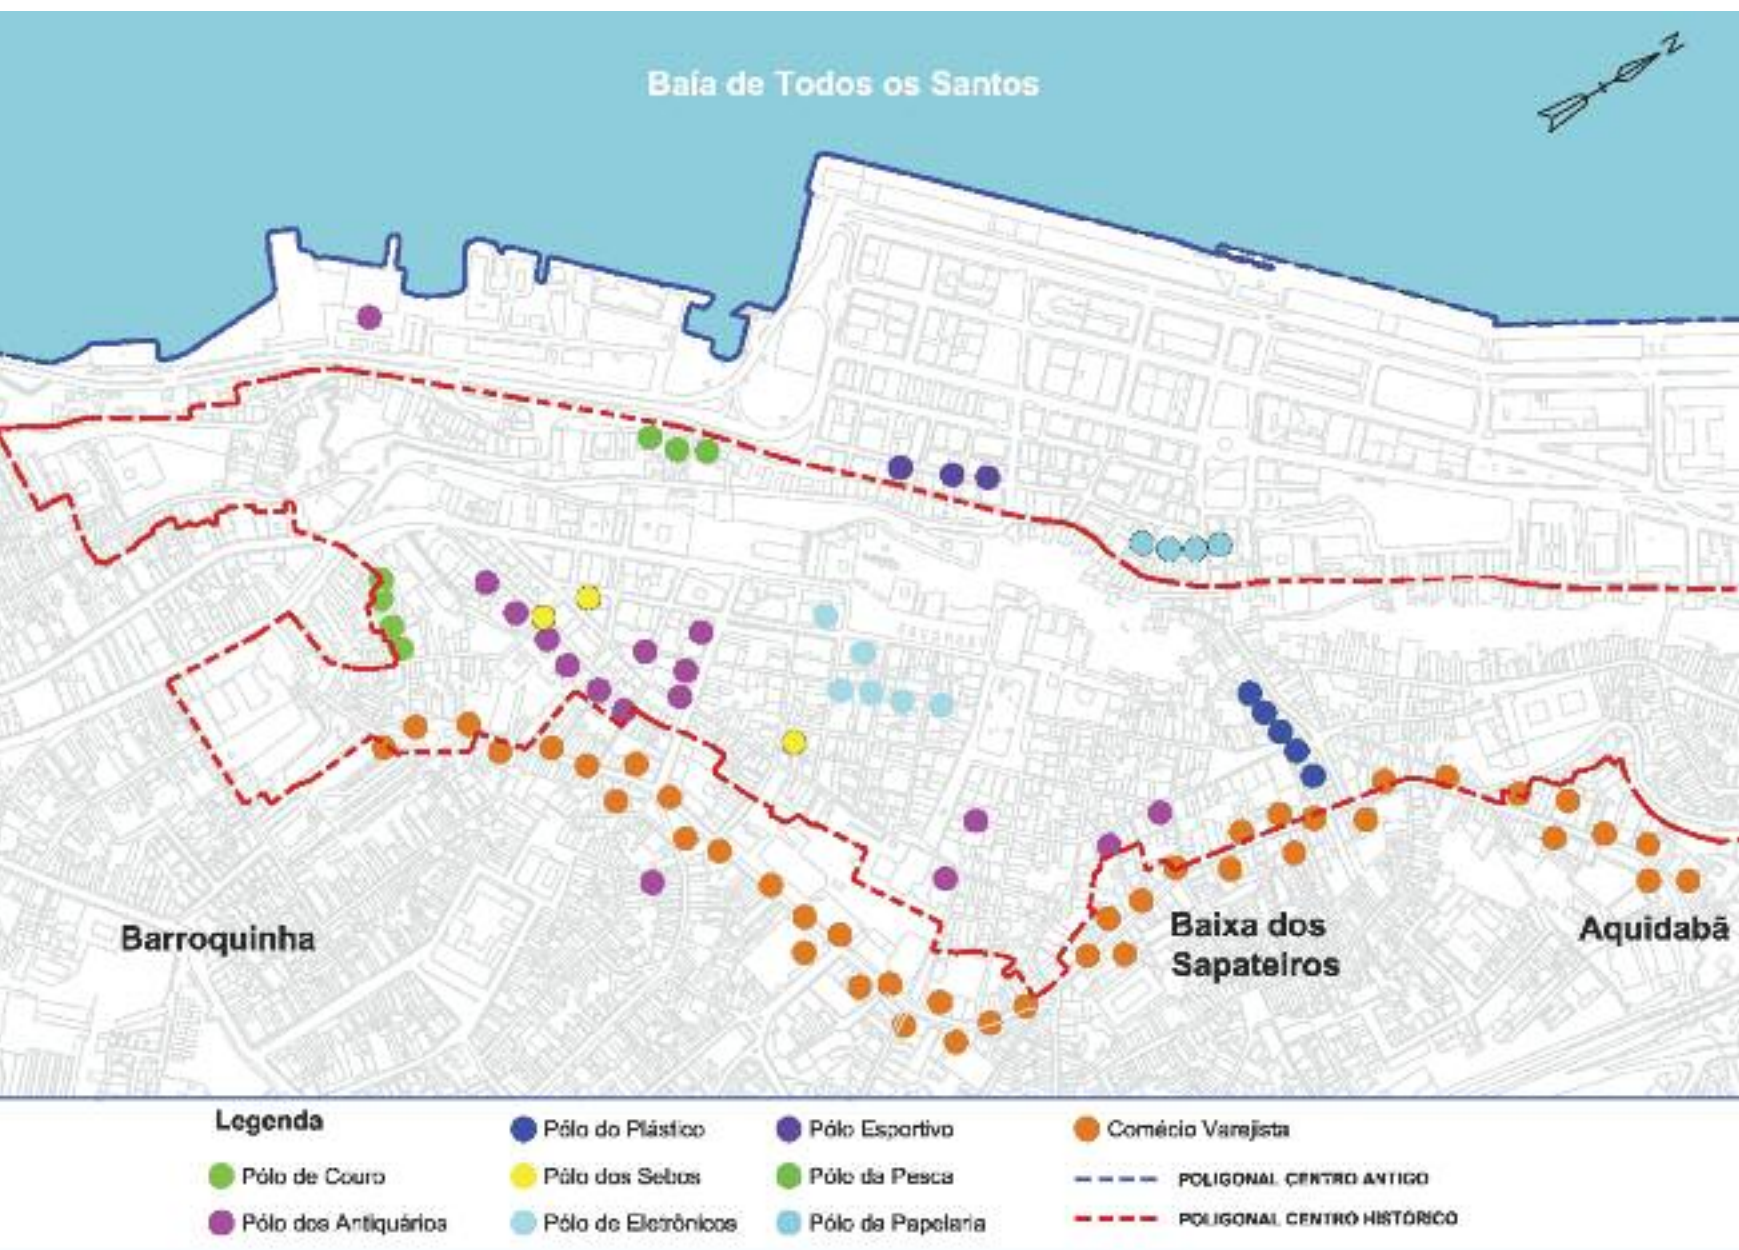 Baía de Todos os Santos
N
Barroquinha
Baixa dos
Sapateiros
Aquidabã
Legenda
Pólo do Plástico
Pólo Esportivo
Comécio Varejista
Pólo de Couro
Pólo dos Sebos
Pólo da Pesca
POLIGONAL CENTRO ANTIGO
Pólo dos Antiquários
Pólo de Eletrônicos
Pólo da Papelaria
POLIGONAL CENTRO HISTÓRICO